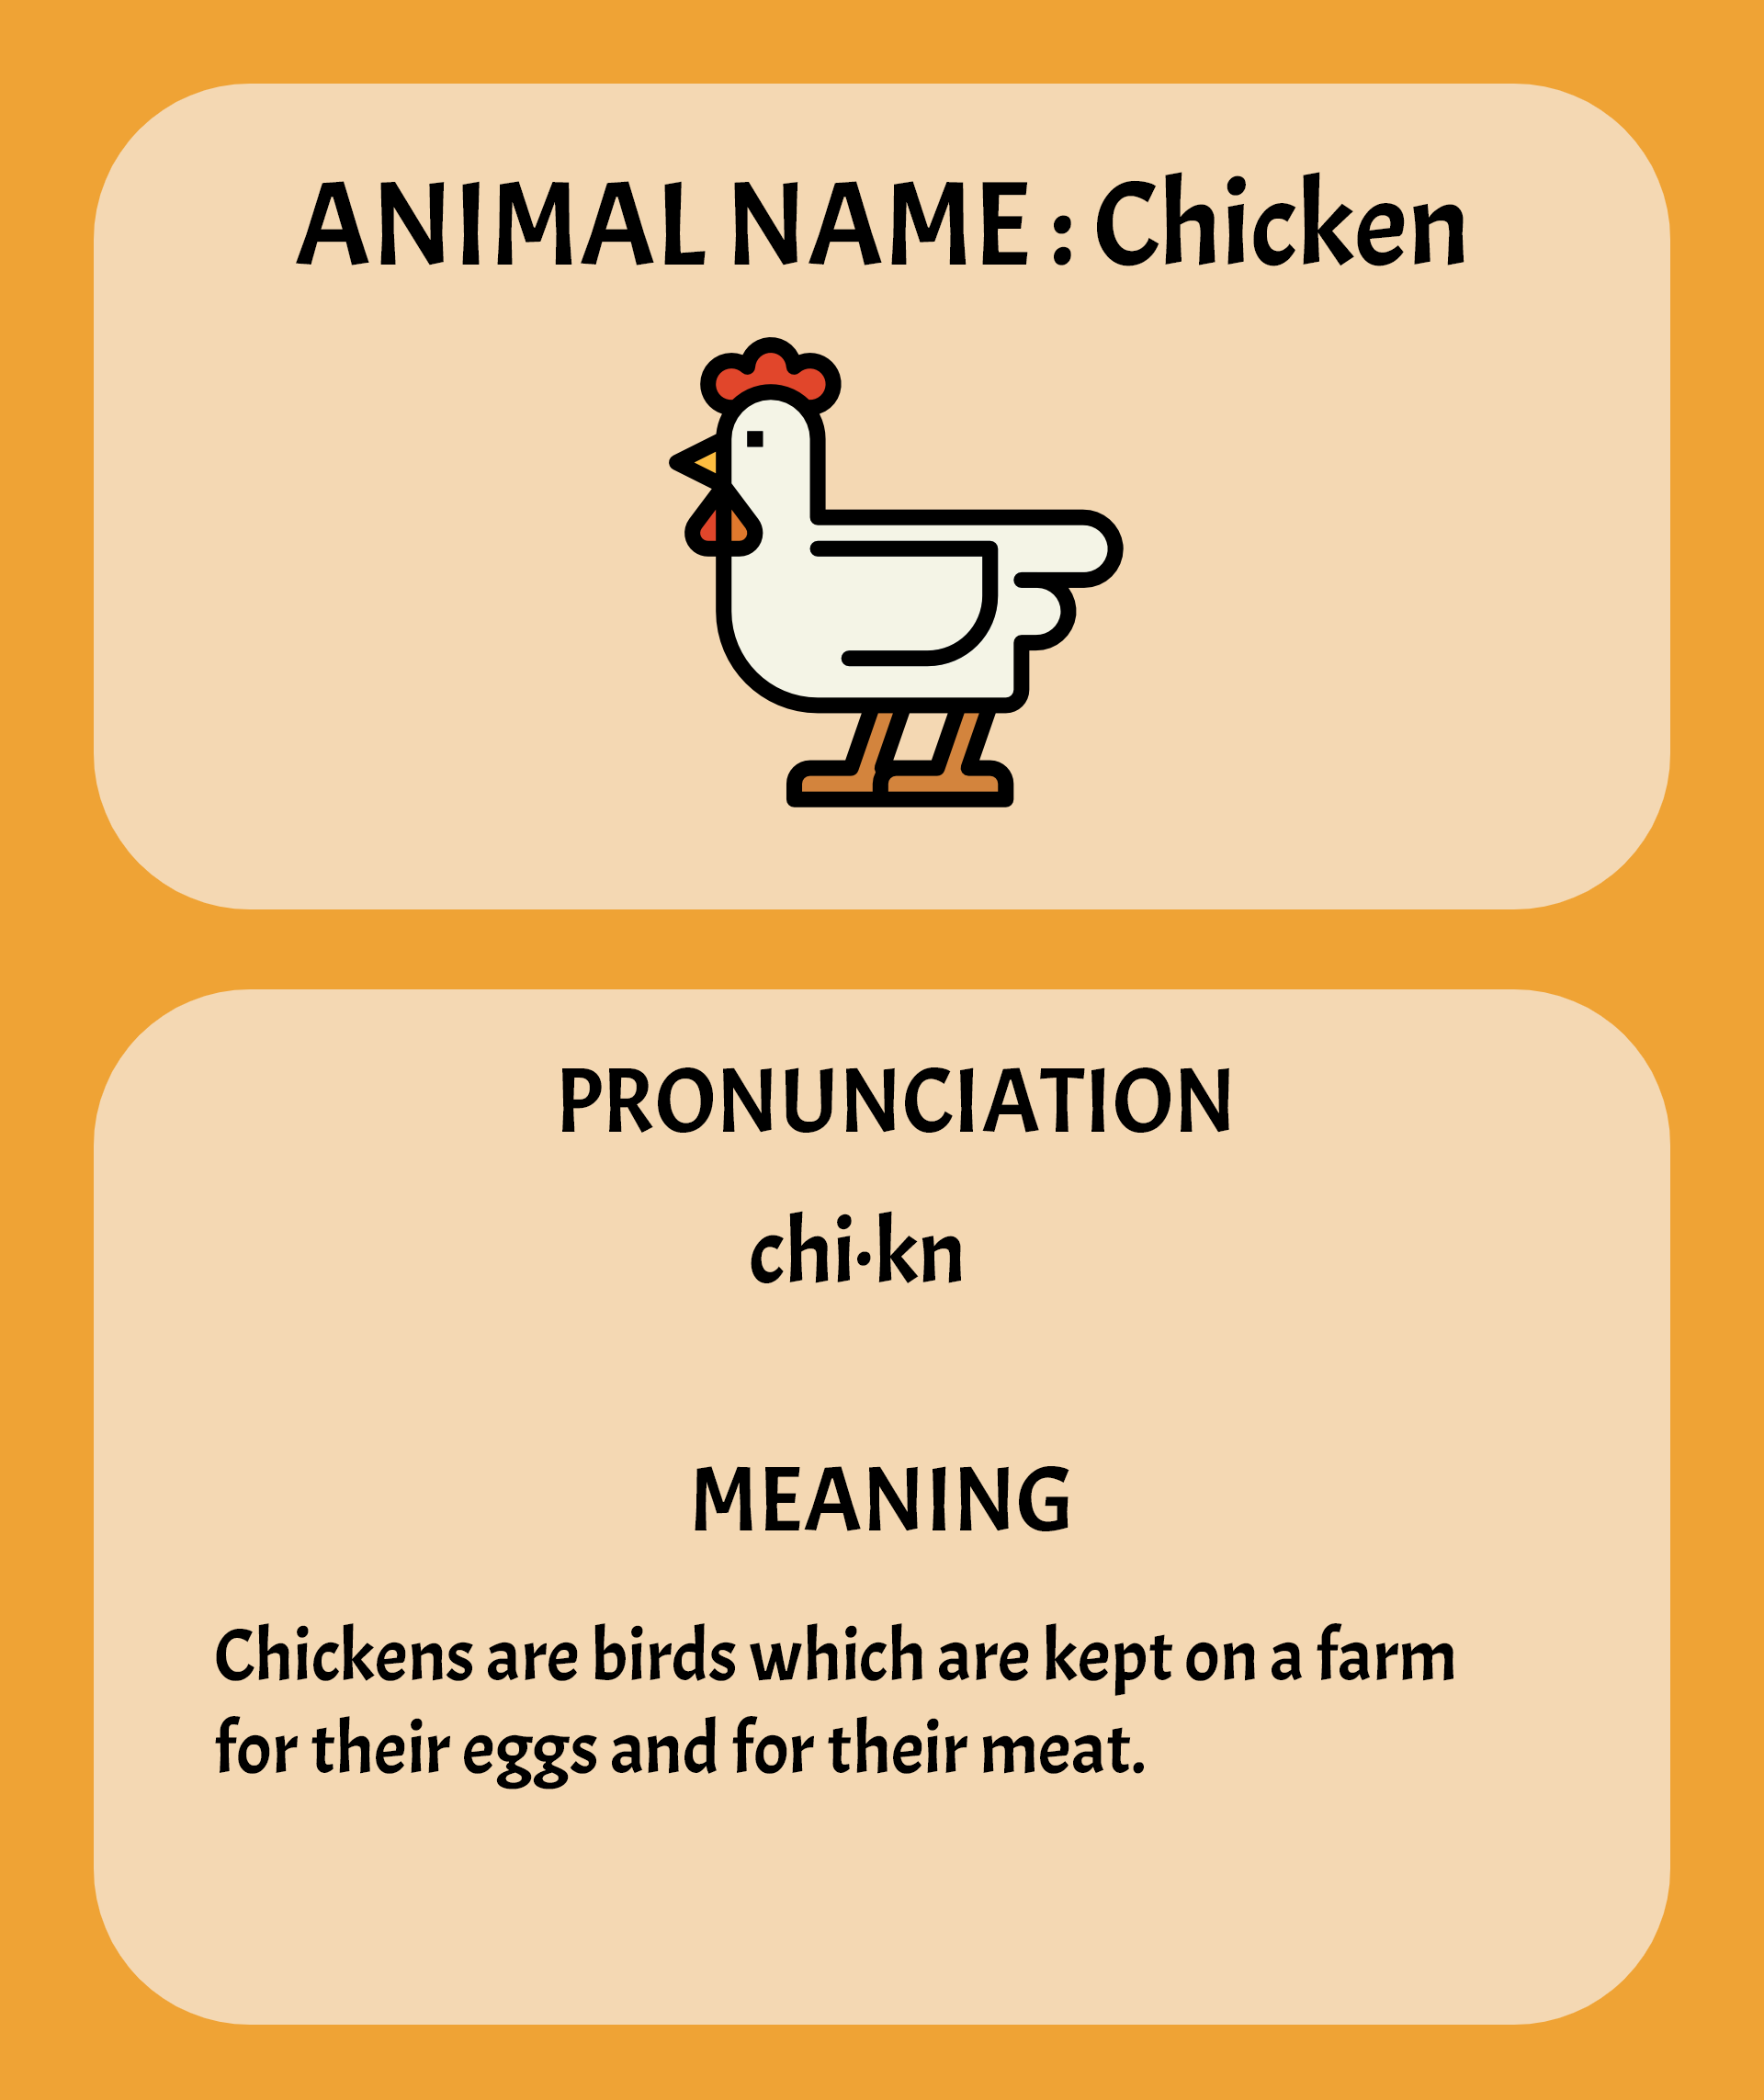 ANIMAL NAME : Chicken
PRONUNCIATION
chi·kn
MEANING
Chickens are birds which are kept on a farm
for their eggs and for their meat.